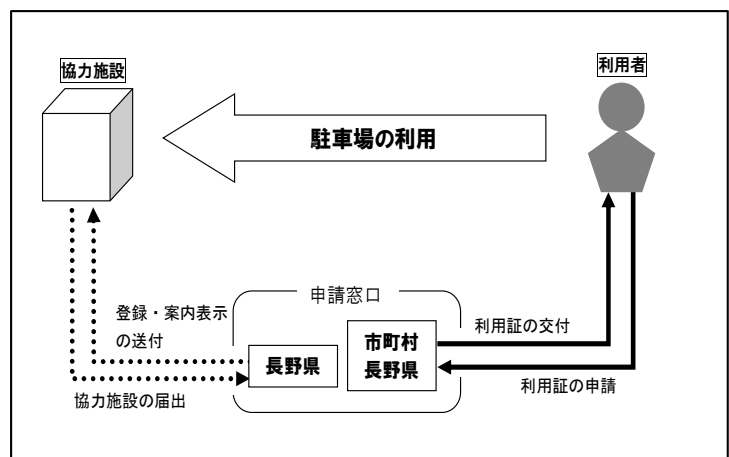 協力施設
利用者
駐車場の利用
申請窓口
登録・案内表示
の送付
長野県
市町村
長野県
利用証の交付
利用証の申請
協力施設の届出